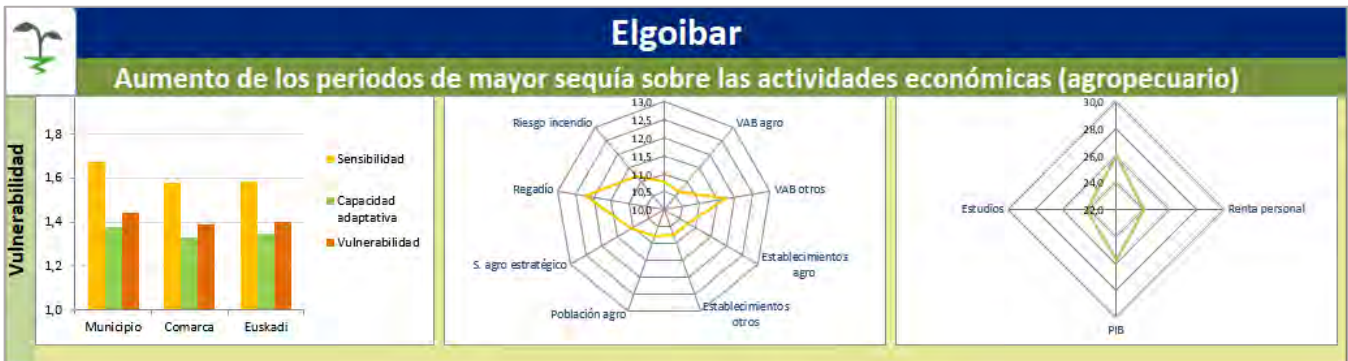 Elgoibar
Aumento de los periodos de mayor sequía sobre las actividades económicas (agropecuario)
Vulnerabilidad
1,8
1,6
1,4
1,2
1,0
Municipio
Comarca
Euskadi
Sensibilidad
Capacidad
adaptativa
Vulnerabilidad
13,0
12,5
12,0
11,5
11,0
10,5
10,0
VAB agro
VAB otros
Establecimientos
agro
Establecimientos
otros
Población agro
S. agro estratégico
Regadío
Riesgo incendio
30,0
28,0
26,0
24,0
22,0
Renta personal
PIB
Estudios